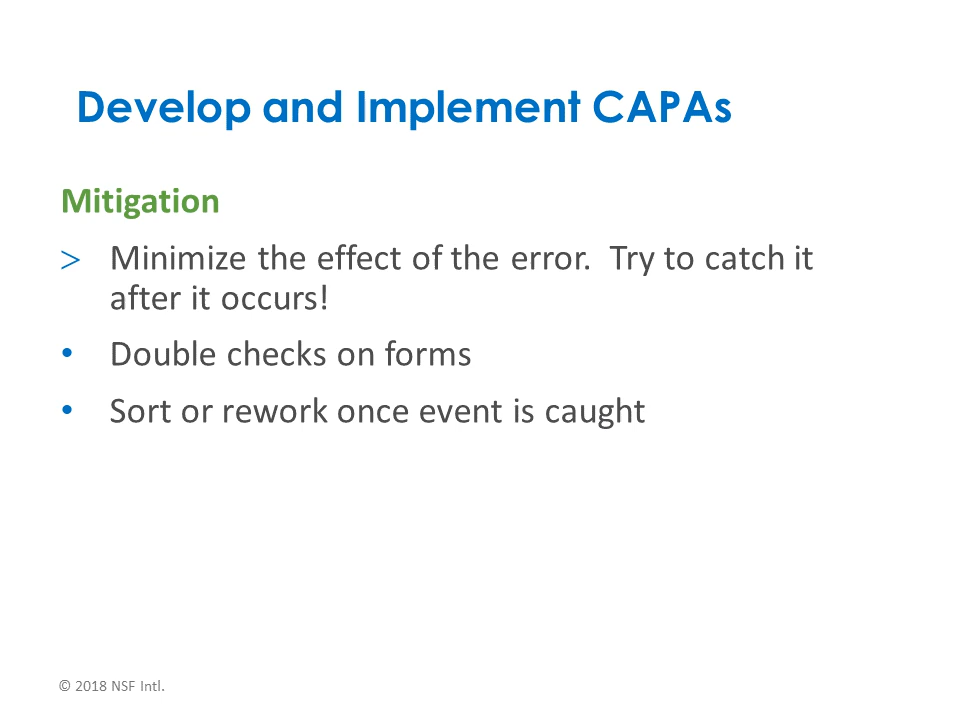 Develop and Implement CAPAs
Mitigation
> Minimize the effect of the error.  Try to catch it
after it occurs!
• Double checks on forms
• Sort or rework once event is caught
© 2018 NSF Intl.